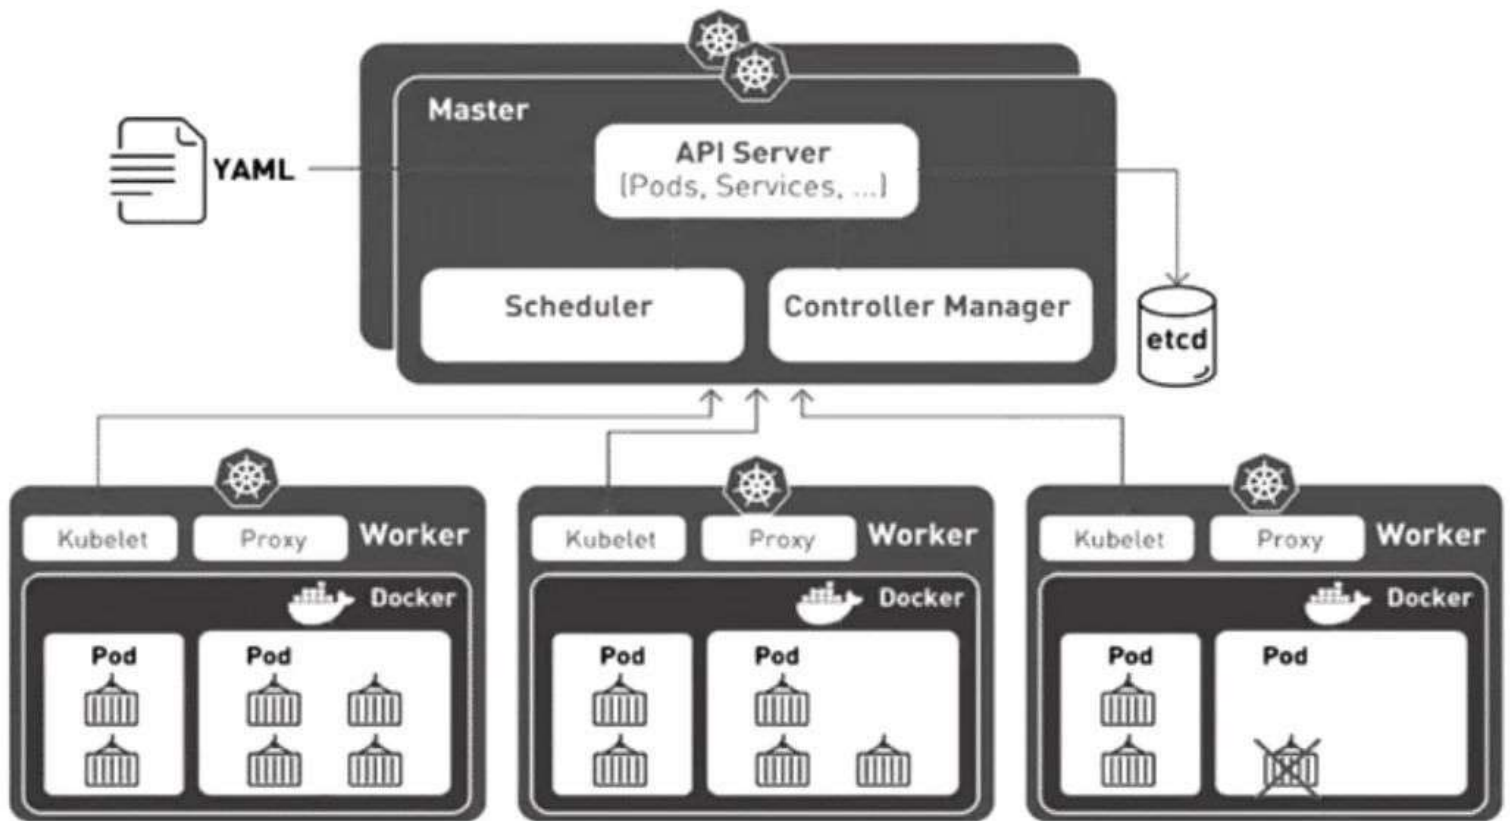 Master
API Server
(Pods, Services, ...)
YAML
Scheduler
Controller Manager
etcd
Kubelet
Proxy
Worker
Docker
Pod
Pod
Kubelet
Proxy
Worker
Docker
Pod
Pod
Kubelet
Proxy
Worker
Docker
Pod
Pod